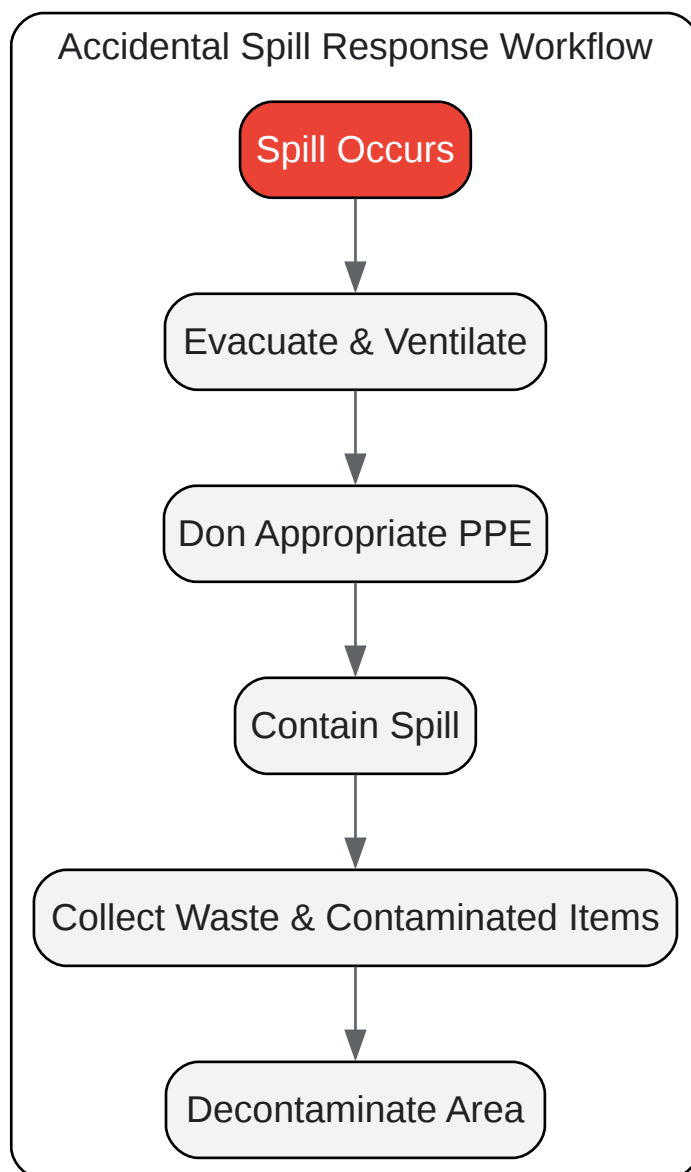 Accidental Spill Response Workflow
Spill Occurs
Evacuate & Ventilate
Don Appropriate PPE
Contain Spill
Collect Waste & Contaminated Items
Decontaminate Area